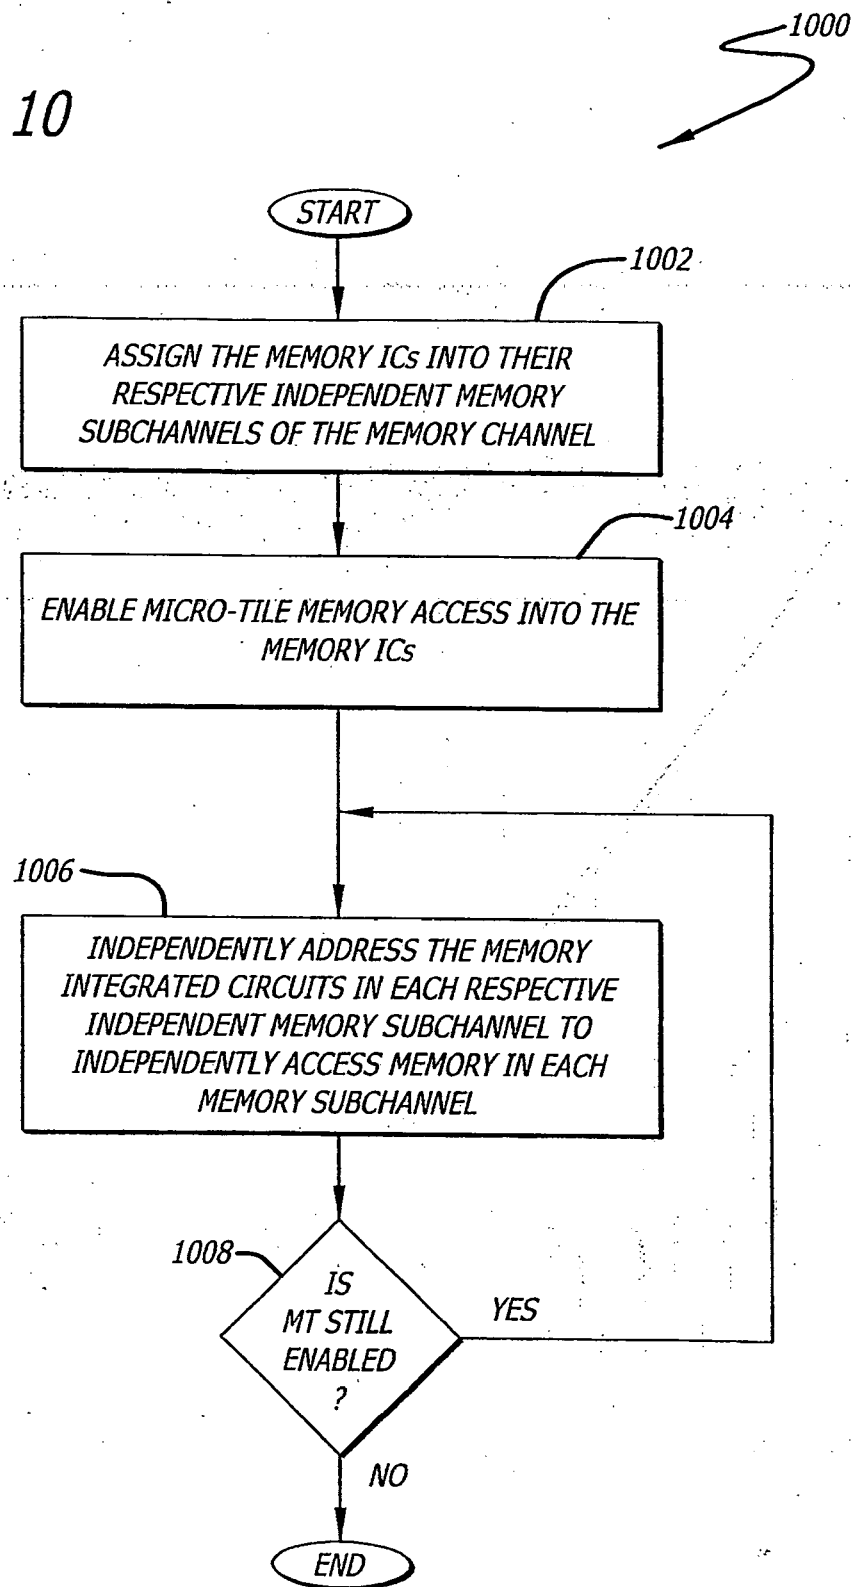 1000
10
START
1002
ASSIGN THE MEMORY ICs INTO THEIR
RESPECTIVE INDEPENDENT MEMORY
SUBCHANNELS OF THE MEMORY CHANNEL
1004
ENABLE MICRO-TILE MEMORY ACCESS INTO THE
MEMORY ICs
1006
INDEPENDENTLY ADDRESS THE MEMORY
INTEGRATED CIRCUITS IN EACH RESPECTIVE
INDEPENDENT MEMORY SUBCHANNEL TO
INDEPENDENTLY ACCESS MEMORY IN EACH
MEMORY SUBCHANNEL
1008
IS
MT STILL
ENABLED
?
YES
NO
END